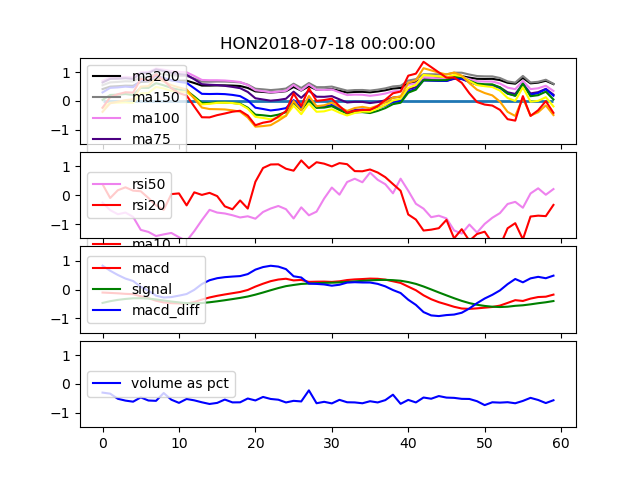 HON2018-07-18 00:00:00
1
0
−1
ma200
ma150
ma100
ma75
ma10
1
0
−1
rsi50
rsi20
1
0
−1
macd
signal
macd_diff
1
0
−1
volume as pct
0 10 20 30 40 50 60